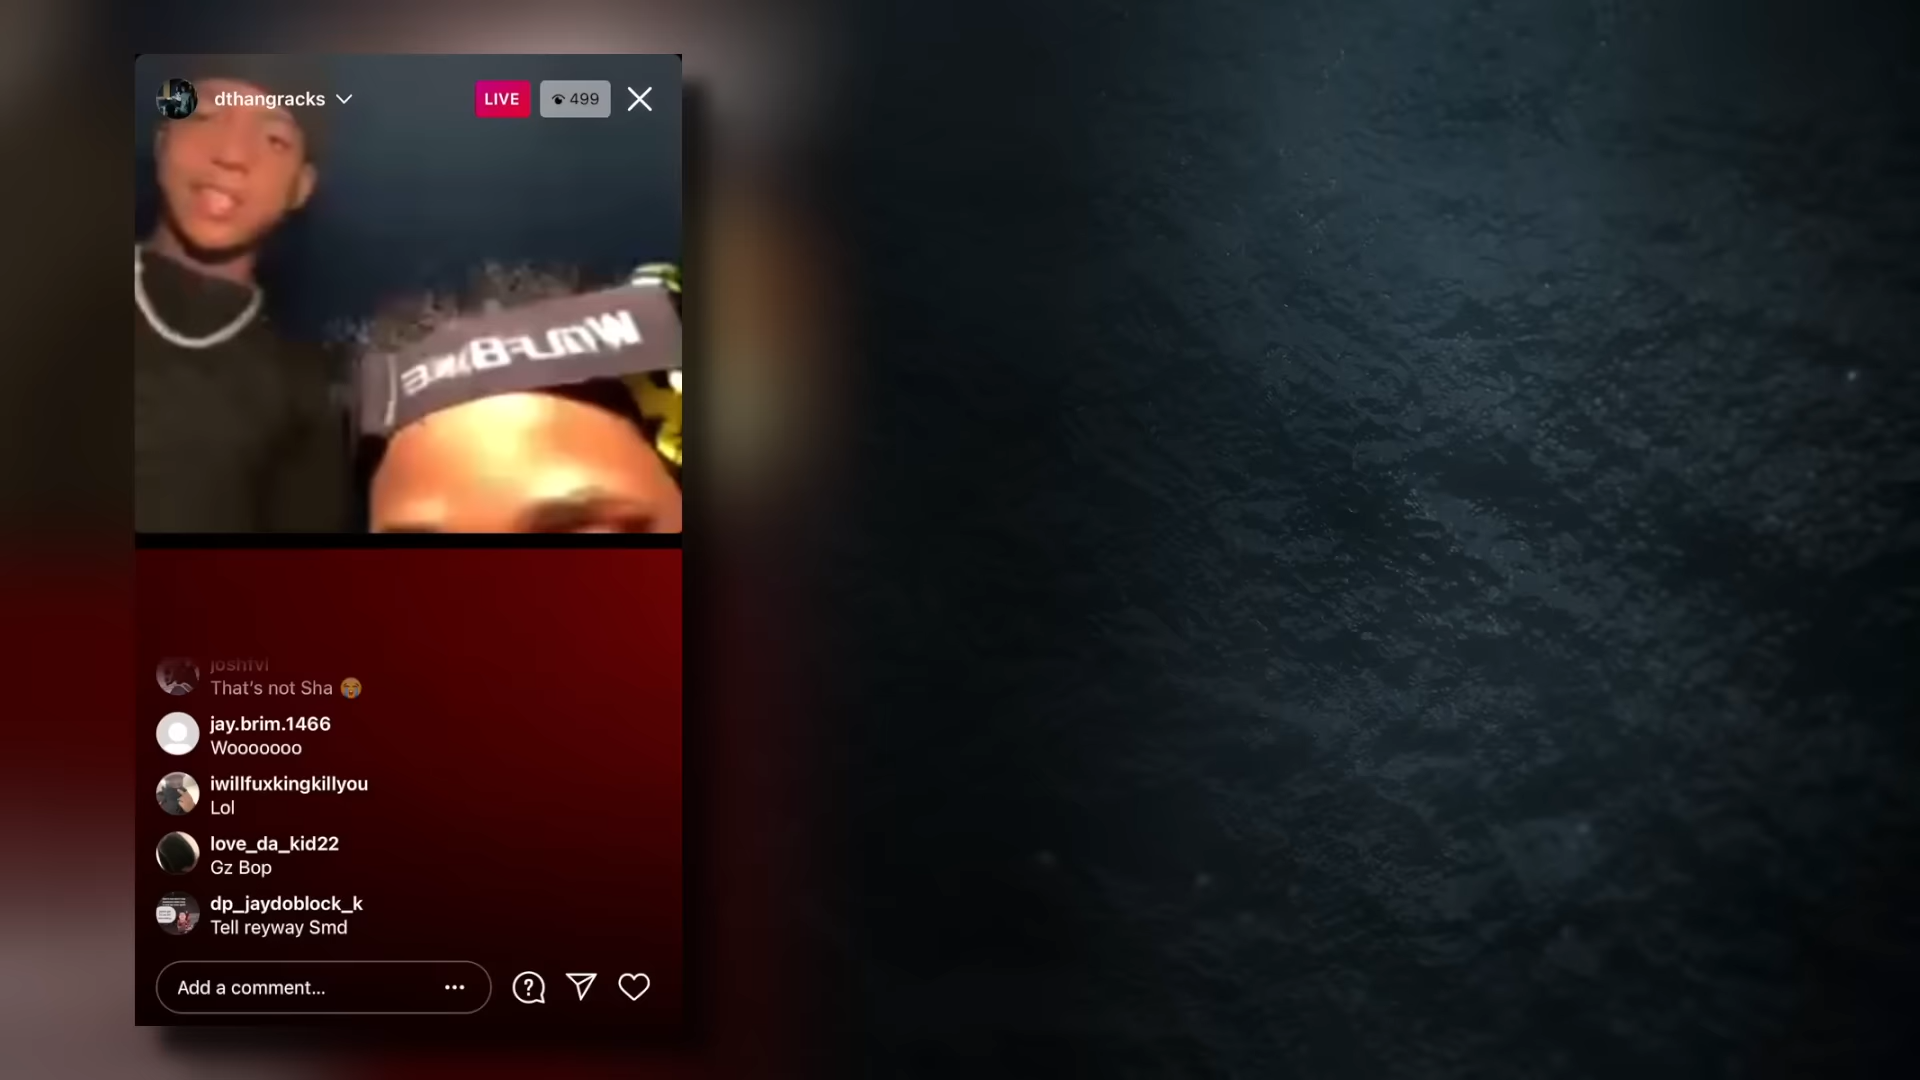 dthangracks
LIVE
499
joshfvl
That's not Sha 😭
jay.brim.1466
Wooooooo
iwillfuxkingkillyou
Lol
love_da_kid22
Gz Bop
dp_jaydoblock_k
Tell reyway Smd
Add a comment...